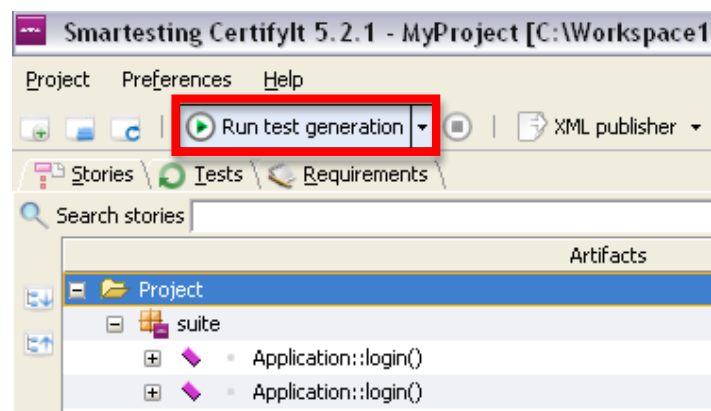 Smartesting CertifyIt 5.2.1 - MyProject [C:\Workspace1
Project Preferences Help
Run test generation XML publisher
Stories Tests Requirements
Search stories
Artifacts
Project
suite
Application::login()
Application::login()